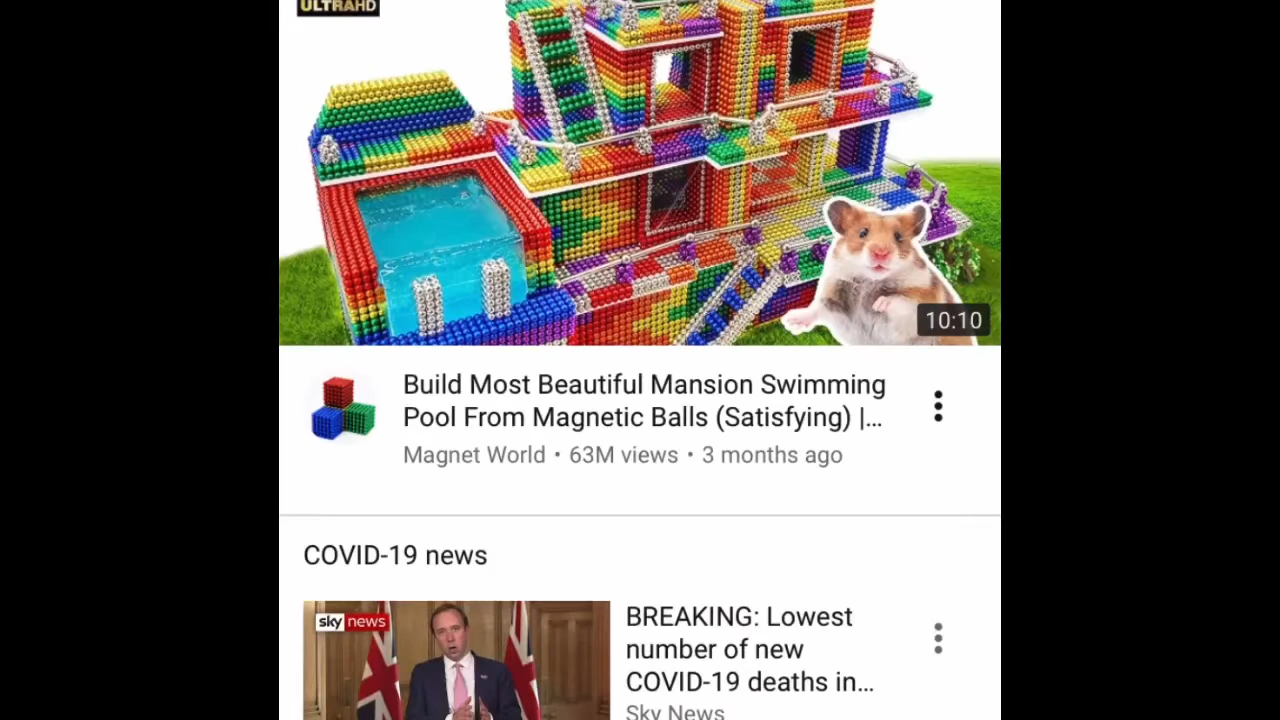 ULTRAHD
10:10
Build Most Beautiful Mansion Swimming
Pool From Magnetic Balls (Satisfying) |...
Magnet World • 63M views • 3 months ago
COVID-19 news
sky news
BREAKING: Lowest
number of new
COVID-19 deaths in...
Sky News